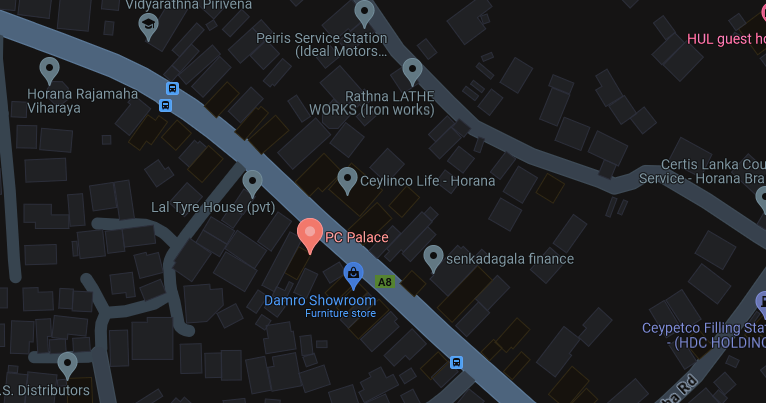 Vidyarathna Pirivena
Peiris Service Station
(Ideal Motors...
HUL guest ho
Horana Rajamaha
Viharaya
Rathna LATHE
WORKS (Iron works)
Certis Lanka Cou
Service - Horana Bra
Ceylinco Life - Horana
Lal Tyre House (pvt)
PC Palace
senkadagala finance
A8
Damro Showroom
Furniture store
Ceypetco Filling Stat
- (HDC HOLDING
.S. Distributors
ha Rd